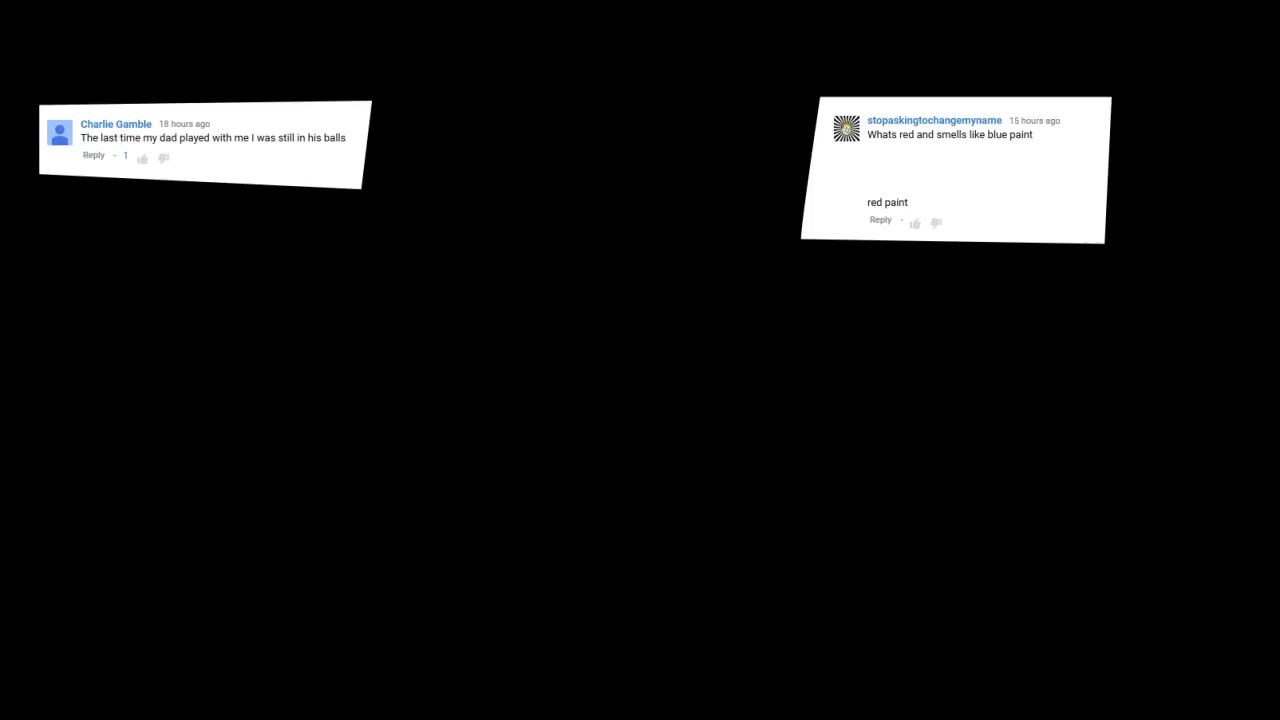 Charlie Gamble 18 hours ago
The last time my dad played with me I was still in his balls
Reply · 1
stopaskingtochangemyname 15 hours ago
Whats red and smells like blue paint
red paint
Reply ·